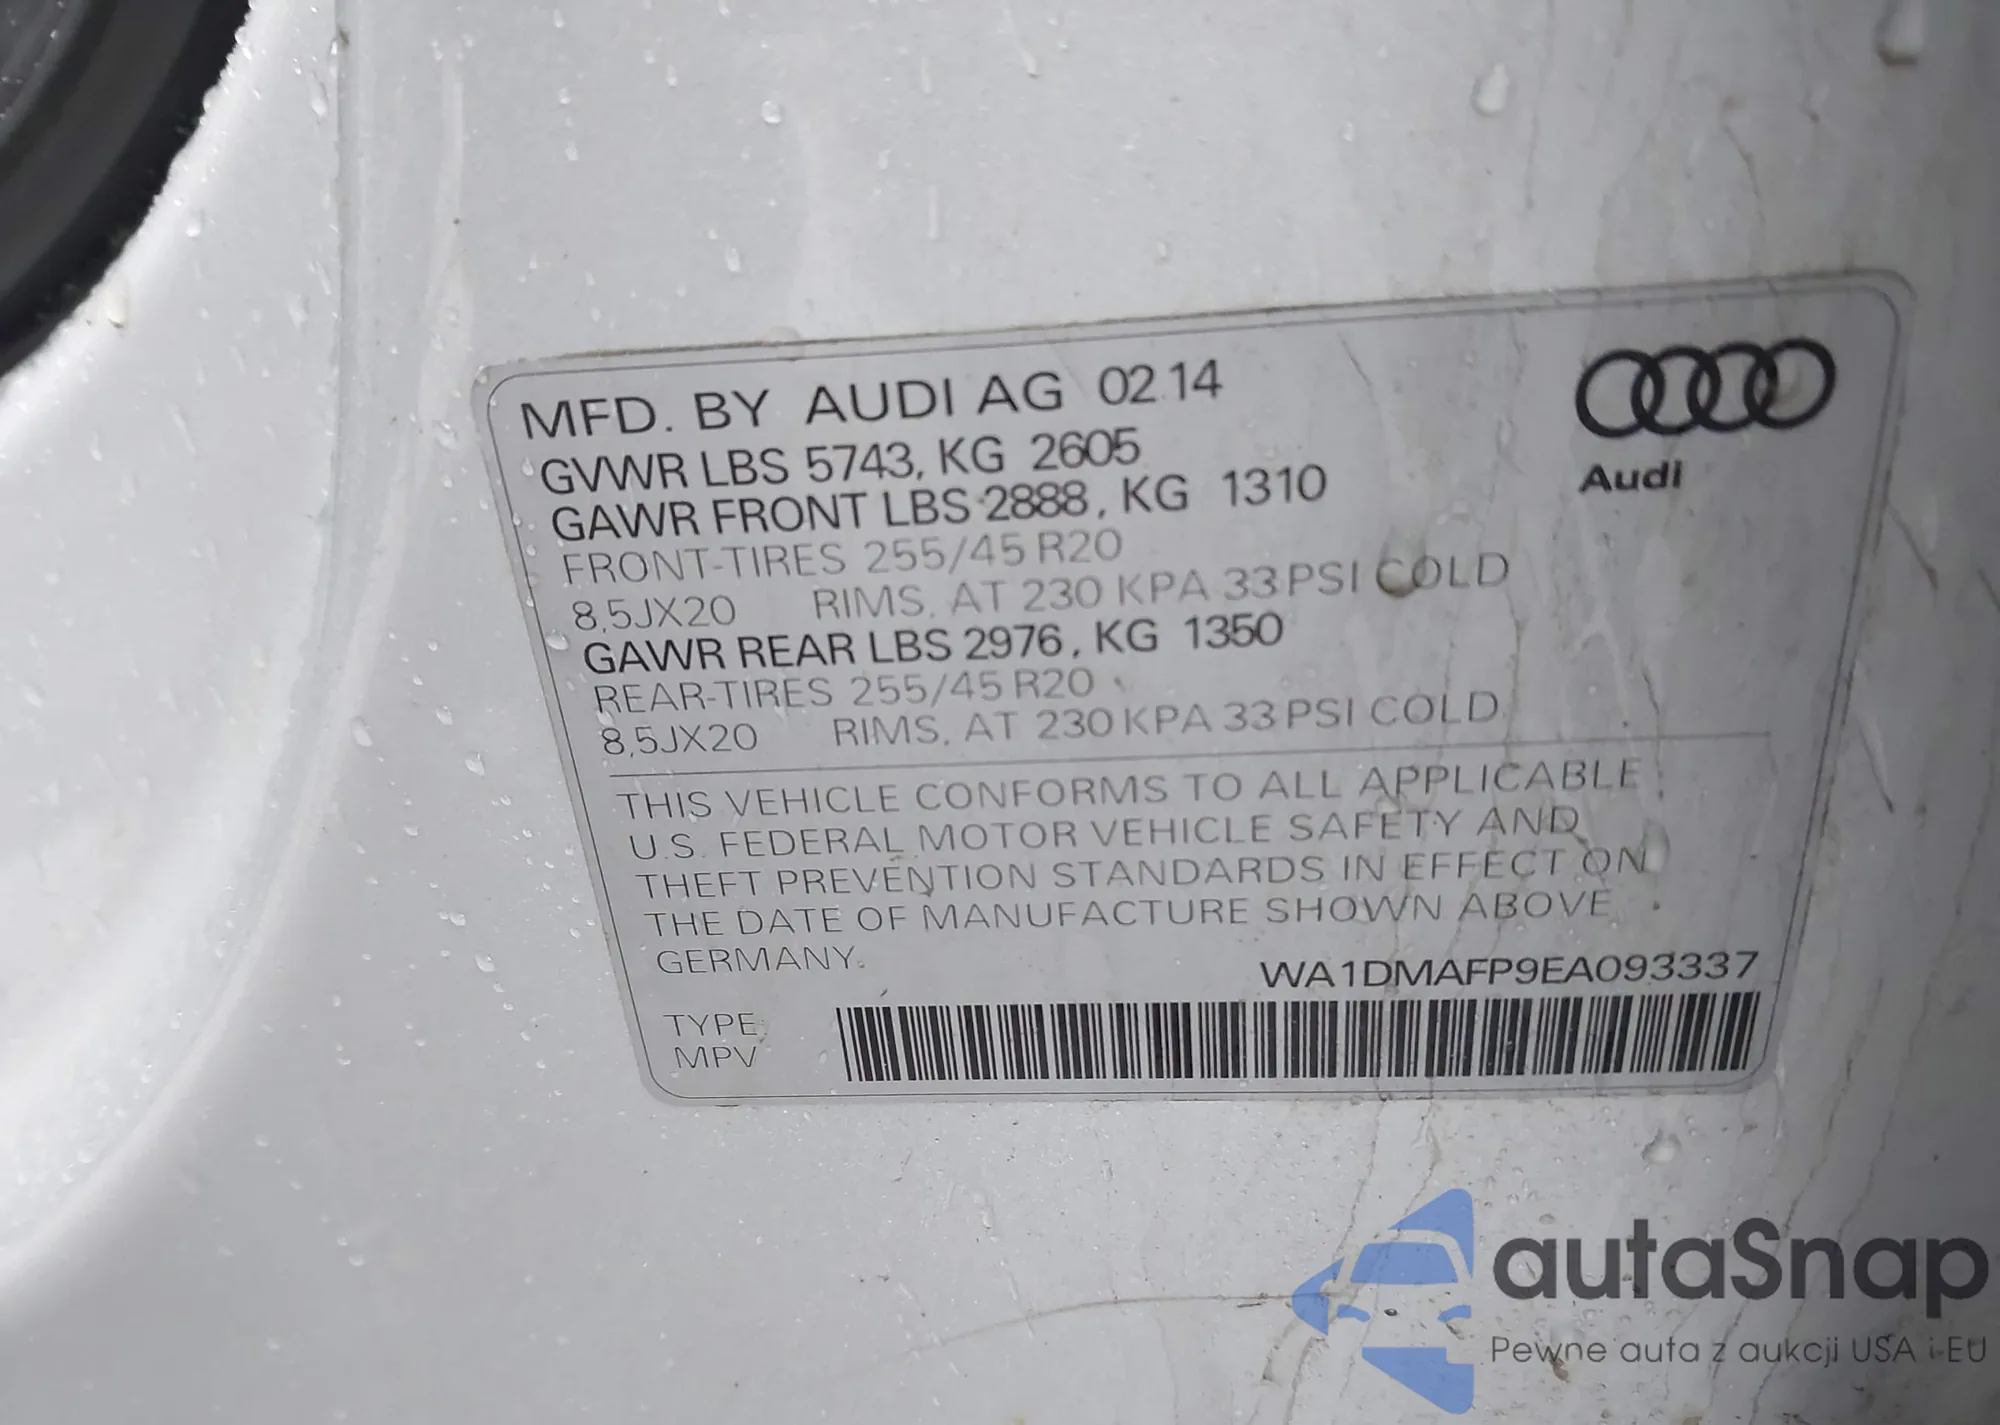 MFD. BY AUDI AG 02.14
GVWR LBS 5743, KG 2605
GAWR FRONT LBS 2888, KG 1310
FRONT-TIRES 255/45 R20
8,5JX20 RIMS, AT 230 KPA 33 PSI COLD
GAWR REAR LBS 2976, KG 1350
REAR-TIRES 255/45 R20
8,5JX20 RIMS, AT 230 KPA 33 PSI COLD
Audi
THIS VEHICLE CONFORMS TO ALL APPLICABLE
U.S. FEDERAL MOTOR VEHICLE SAFETY AND
THEFT PREVENTION STANDARDS IN EFFECT ON
THE DATE OF MANUFACTURE SHOWN ABOVE
GERMANY.
WA1DMAFP9EA093337
TYPE:
MPV
autaSnap
Pewne auta z aukcji USA i EU